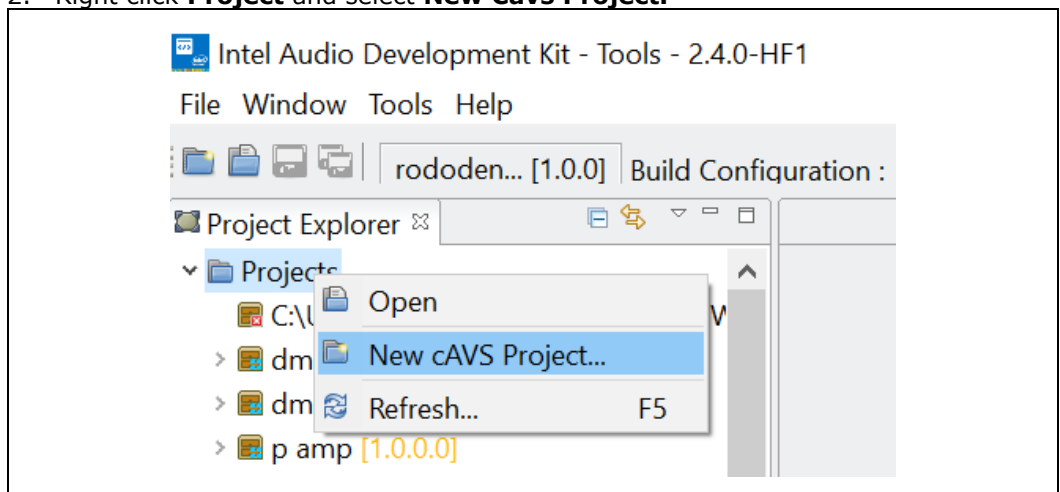 2. Right click Project and select New cAVS Project.
Intel Audio Development Kit - Tools - 2.4.0-HF1
File Window Tools Help
rododen... [1.0.0] Build Configuration :
Project Explorer
Projects
Open
C:\U
New cAVS Project...
dm
Refresh... F5
dm
p amp [1.0.0.0]